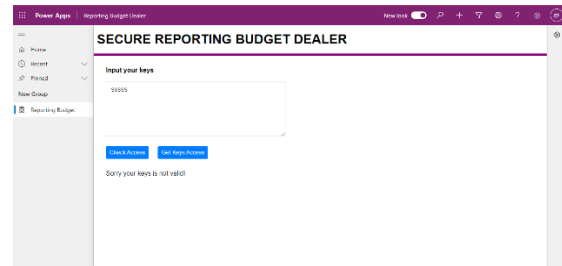 Power Apps | Reporting Budget Dealer
New look
SECURE REPORTING BUDGET DEALER
Home
Recent
Pinned
New Group
Reporting Budget
Input your keys
sssss
Check Access
Get Keys Access
Sorry your keys is not valid!